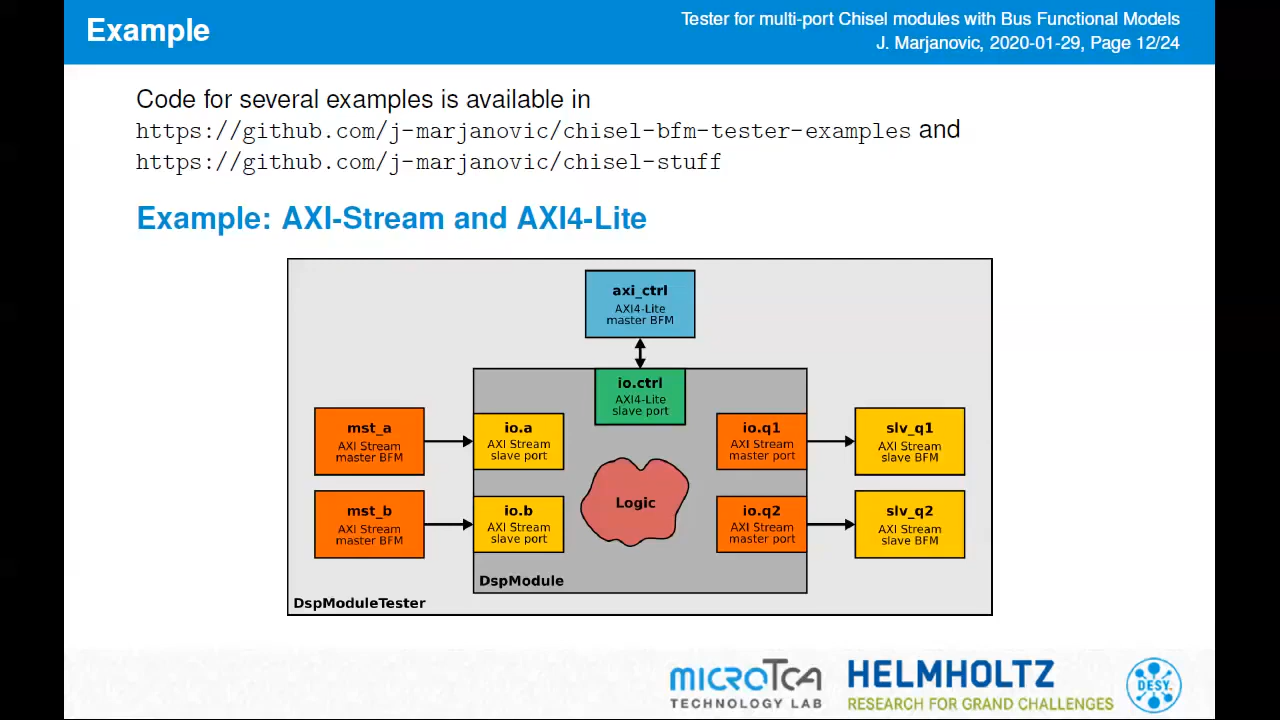 Example
Tester for multi-port Chisel modules with Bus Functional Models
J. Marjanovic, 2020-01-29, Page 12/24
Code for several examples is available in
https://github.com/j-marjanovic/chisel-bfm-tester-examples and
https://github.com/j-marjanovic/chisel-stuff
Example: AXI-Stream and AXI4-Lite
axi_ctrl
AXI4-Lite
master BFM
io.ctrl
AXI4-Lite
slave port
mst_a
AXI Stream
master BFM
io.a
AXI Stream
slave port
io.q1
AXI Stream
master port
slv_q1
AXI Stream
slave BFM
mst_b
AXI Stream
master BFM
io.b
AXI Stream
slave port
Logic
io.q2
AXI Stream
master port
slv_q2
AXI Stream
slave BFM
DspModule
DspModuleTester
MicroTCA
TECHNOLOGY LAB
HELMHOLTZ
RESEARCH FOR GRAND CHALLENGES
DESY.